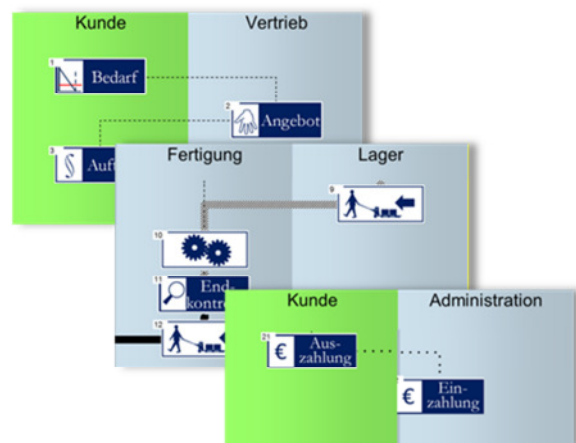 Kunde Vertrieb
1
Bedarf
2
Angebot
3
Fertigung Lager
9
10
11
End-
12
Kunde Administration
21
€ Aus-
zahlung
€ Ein-
zahlung